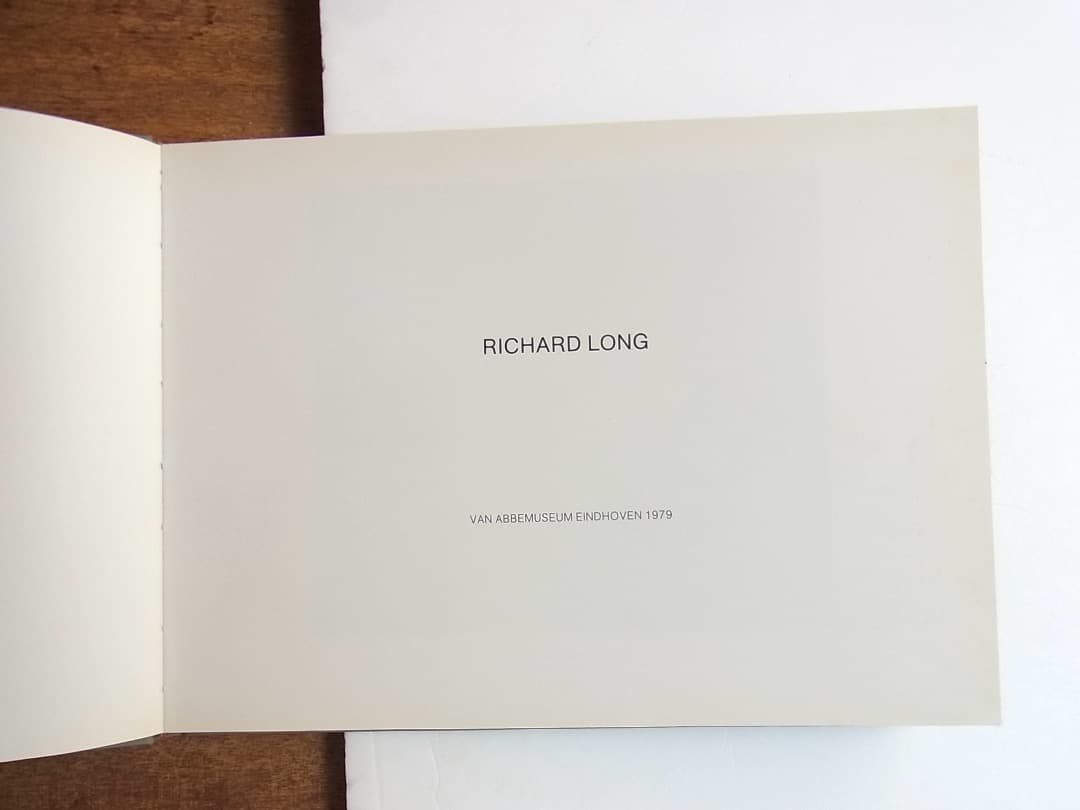 RICHARD LONG
VAN ABBEMUSEUM EINDHOVEN 1979